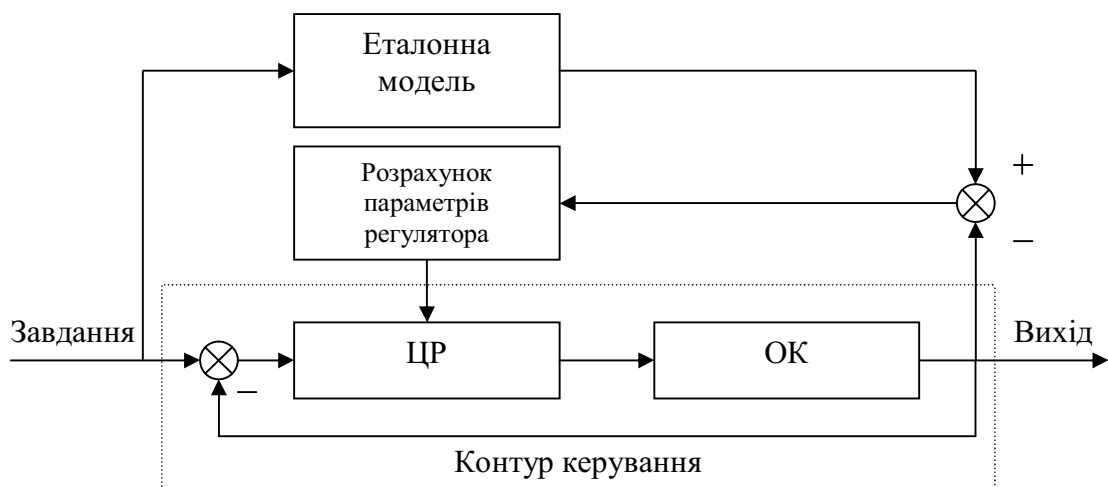 Еталонна
модель
Розрахунок
параметрів
регулятора
+
−
Завдання
ЦР
ОК
Вихід
−
Контур керування